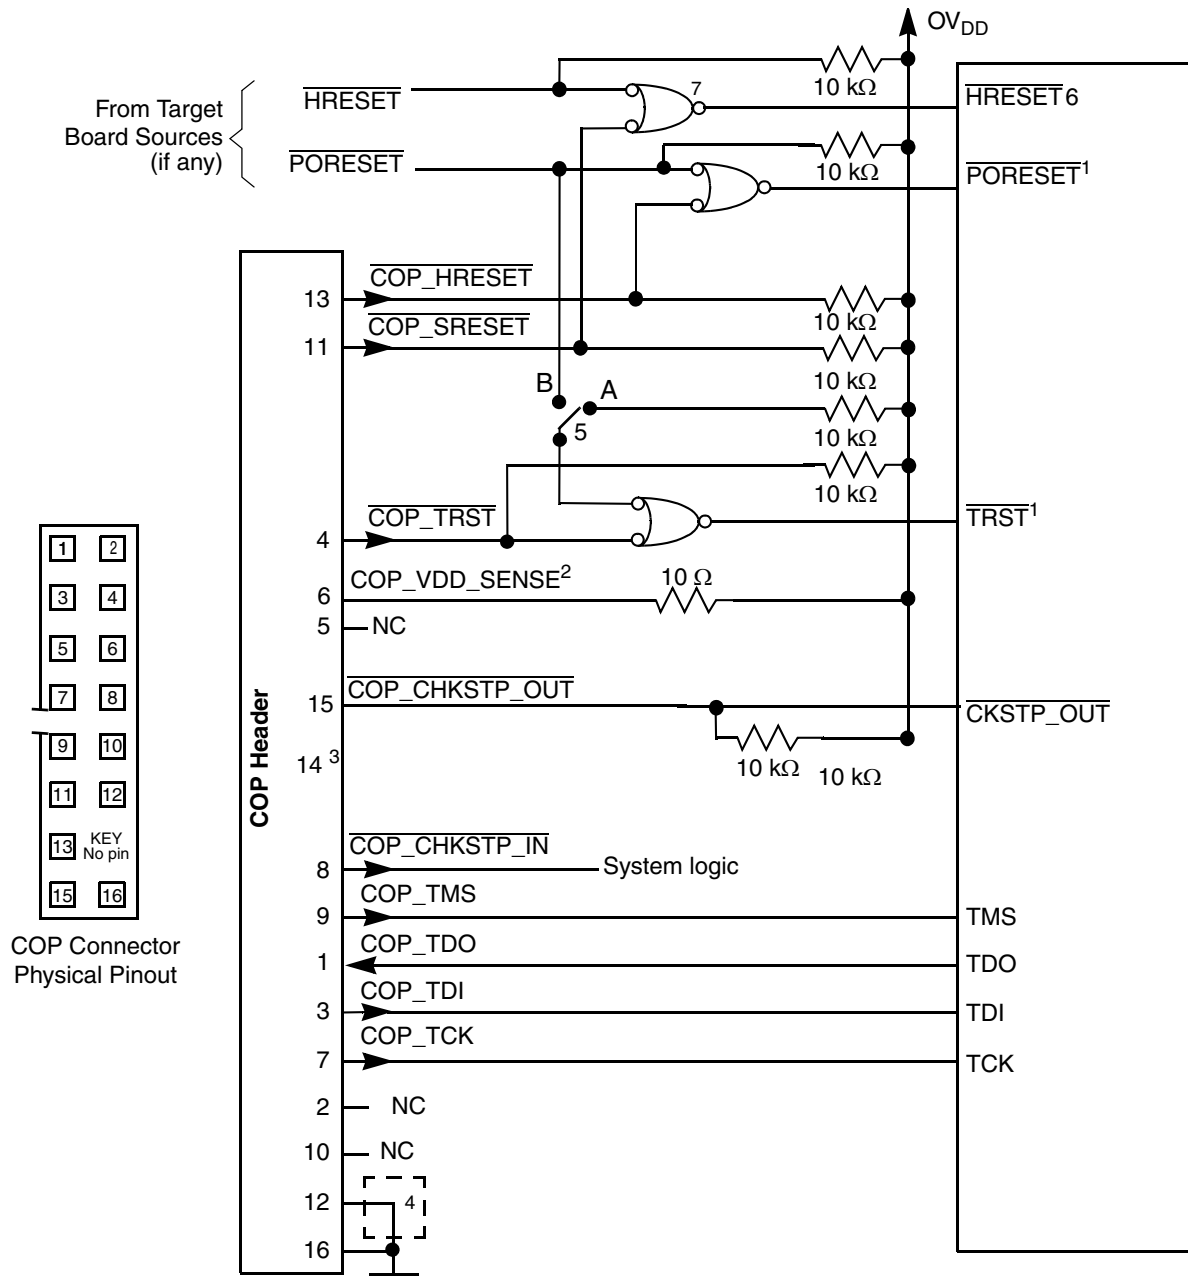 OVDD
10 kΩ
HRESET
7
HRESET6
From Target
Board Sources
(if any)
PORESET
10 kΩ
PORESET1
13
COP_HRESET
10 kΩ
11
COP_SRESET
10 kΩ
B
A
5
10 kΩ
10 kΩ
4
COP_TRST
TRST1
6
COP_VDD_SENSE2
10 Ω
5
NC
15
COP_CHKSTP_OUT
CKSTP_OUT
10 kΩ
10 kΩ
14 3
COP Header
8
COP_CHKSTP_IN
System logic
9
COP_TMS
TMS
1
COP_TDO
TDO
3
COP_TDI
TDI
7
COP_TCK
TCK
2
NC
10
NC
12
4
16
1 2
3 4
5 6
7 8
9 10
11 12
13 KEY
No pin
15 16
COP Connector
Physical Pinout